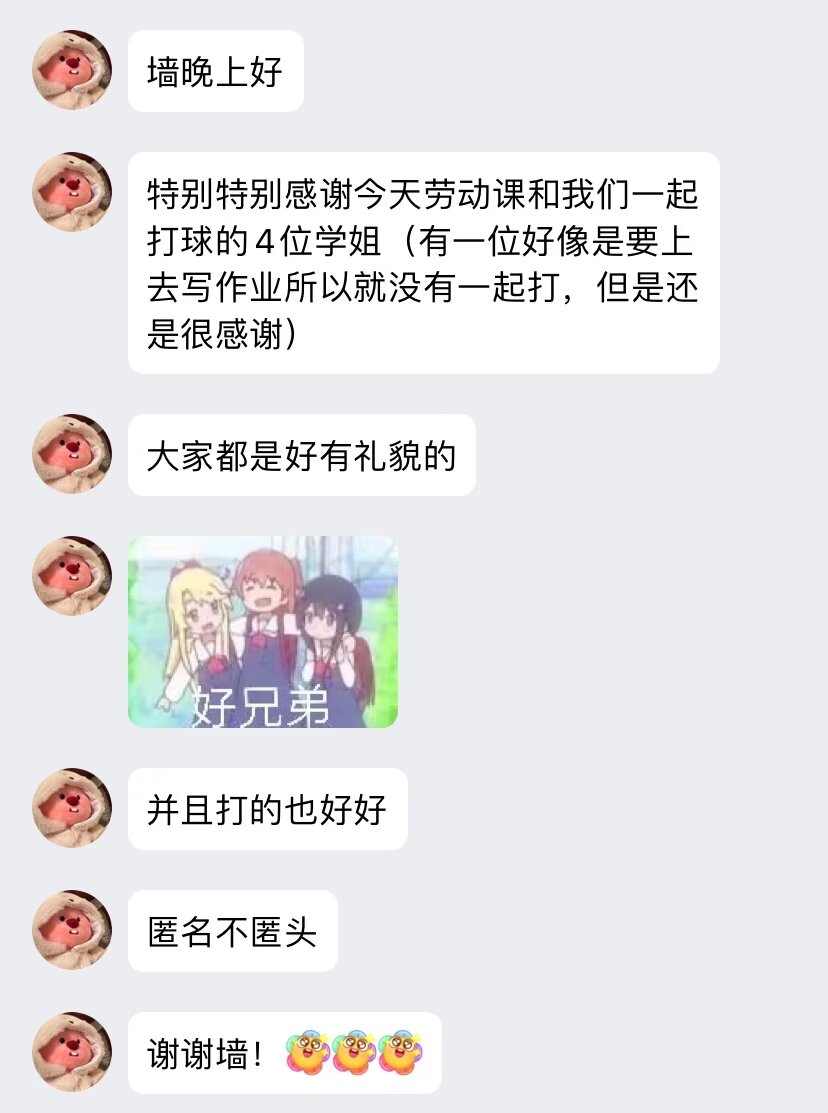 墙晚上好
特别特别感谢今天劳动课和我们一起
打球的4位学姐（有一位好像是要上
去写作业所以就没有一起打，但是还
是很感谢）
大家都是好有礼貌的
好兄弟
并且打的也好好
匿名不匿头
谢谢墙！